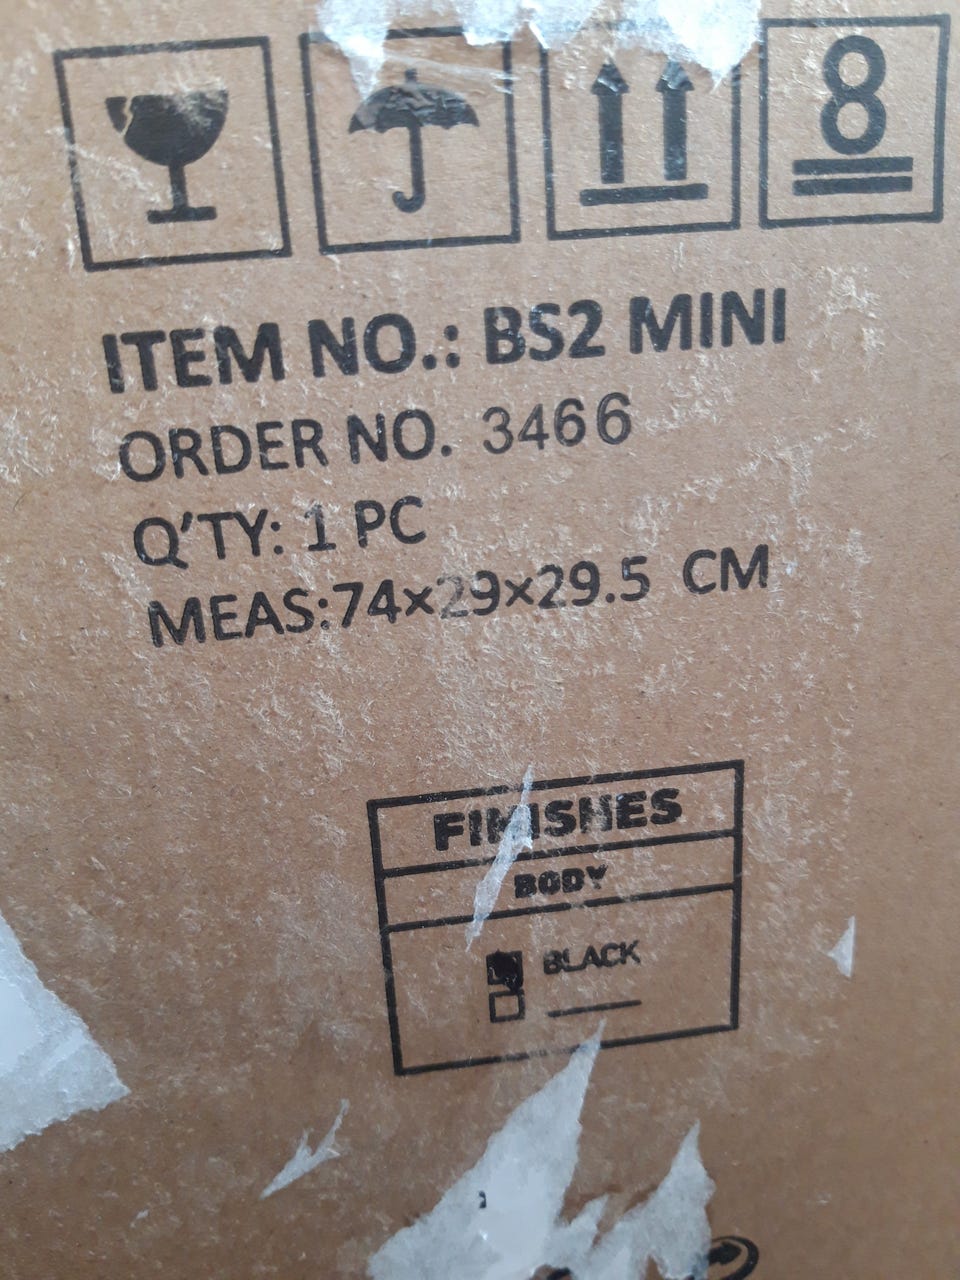 8
ITEM NO.: BS2 MINI
ORDER NO. 3466
Q'TY: 1 PC
MEAS:74×29×29.5 CM
FINISHES
BODY
BLACK